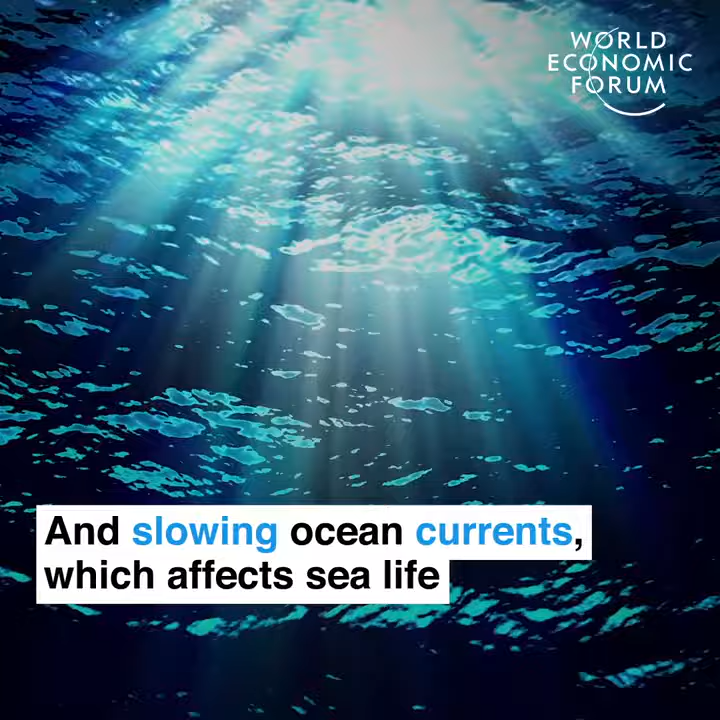 WORLD
ECONOMIC
FORUM
And slowing ocean currents,
which affects sea life